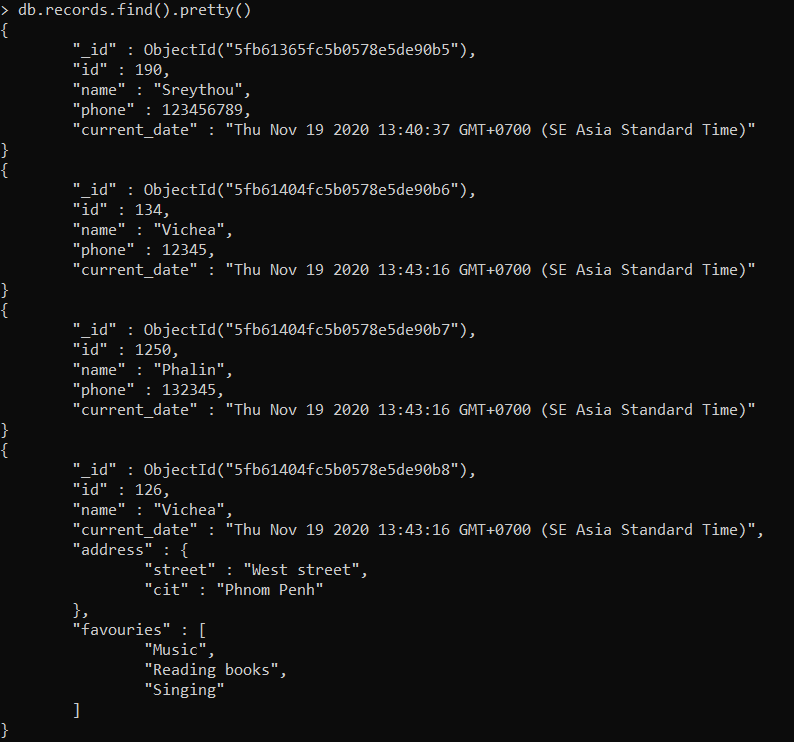 > db.records.find().pretty()
{
        "_id" : ObjectId("5fb61365fc5b0578e5de90b5"),
        "id" : 190,
        "name" : "Sreythou",
        "phone" : 123456789,
        "current_date" : "Thu Nov 19 2020 13:40:37 GMT+0700 (SE Asia Standard Time)"
}
{
        "_id" : ObjectId("5fb61404fc5b0578e5de90b6"),
        "id" : 134,
        "name" : "Vichea",
        "phone" : 12345,
        "current_date" : "Thu Nov 19 2020 13:43:16 GMT+0700 (SE Asia Standard Time)"
}
{
        "_id" : ObjectId("5fb61404fc5b0578e5de90b7"),
        "id" : 1250,
        "name" : "Phalin",
        "phone" : 132345,
        "current_date" : "Thu Nov 19 2020 13:43:16 GMT+0700 (SE Asia Standard Time)"
}
{
        "_id" : ObjectId("5fb61404fc5b0578e5de90b8"),
        "id" : 126,
        "name" : "Vichea",
        "current_date" : "Thu Nov 19 2020 13:43:16 GMT+0700 (SE Asia Standard Time)",
        "address" : {
                "street" : "West street",
                "cit" : "Phnom Penh"
        },
        "favouries" : [
                "Music",
                "Reading books",
                "Singing"
        ]
}